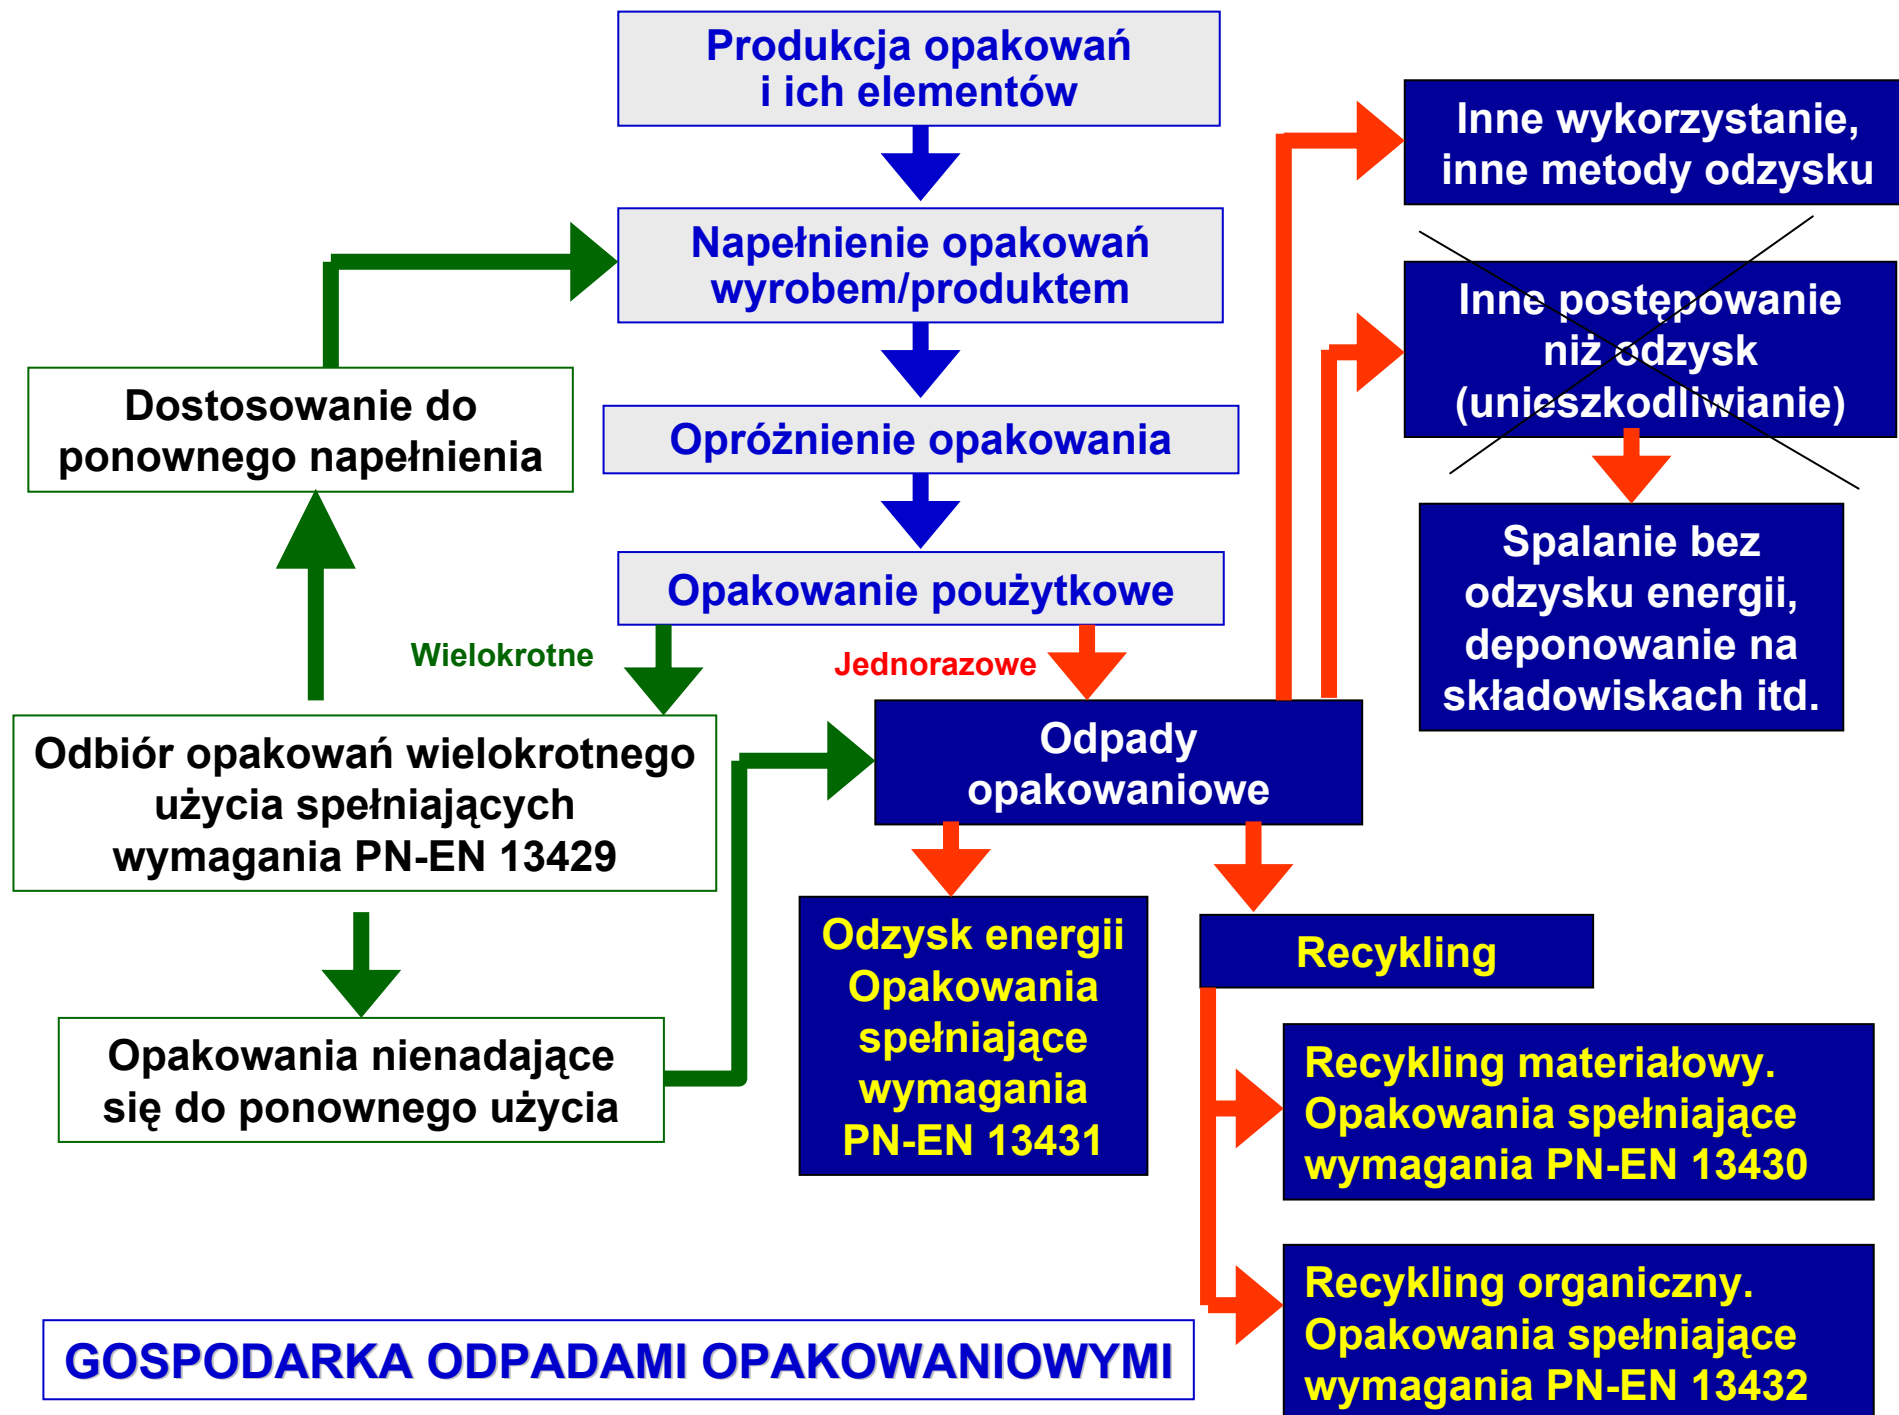 Produkcja opakowań
i ich elementów
Inne wykorzystanie,
inne metody odzysku
Napełnienie opakowań
wyrobem/produktem
Inne postępowanie
niż odzysk
(unieszkodliwianie)
Dostosowanie do
ponownego napełnienia
Opróżnienie opakowania
Spalanie bez
odzysku energii,
deponowanie na
składowiskach itd.
Opakowanie poużytkowe
Wielokrotne
Jednorazowe
Odbiór opakowań wielokrotnego
użycia spełniających
wymagania PN-EN 13429
Odpady
opakowaniowe
Odzysk energii
Opakowania
spełniające
wymagania
PN-EN 13431
Recykling
Opakowania nienadające
się do ponownego użycia
Recykling materiałowy.
Opakowania spełniające
wymagania PN-EN 13430
Recykling organiczny.
Opakowania spełniające
wymagania PN-EN 13432
GOSPODARKA ODPADAMI OPAKOWANIOWYMI